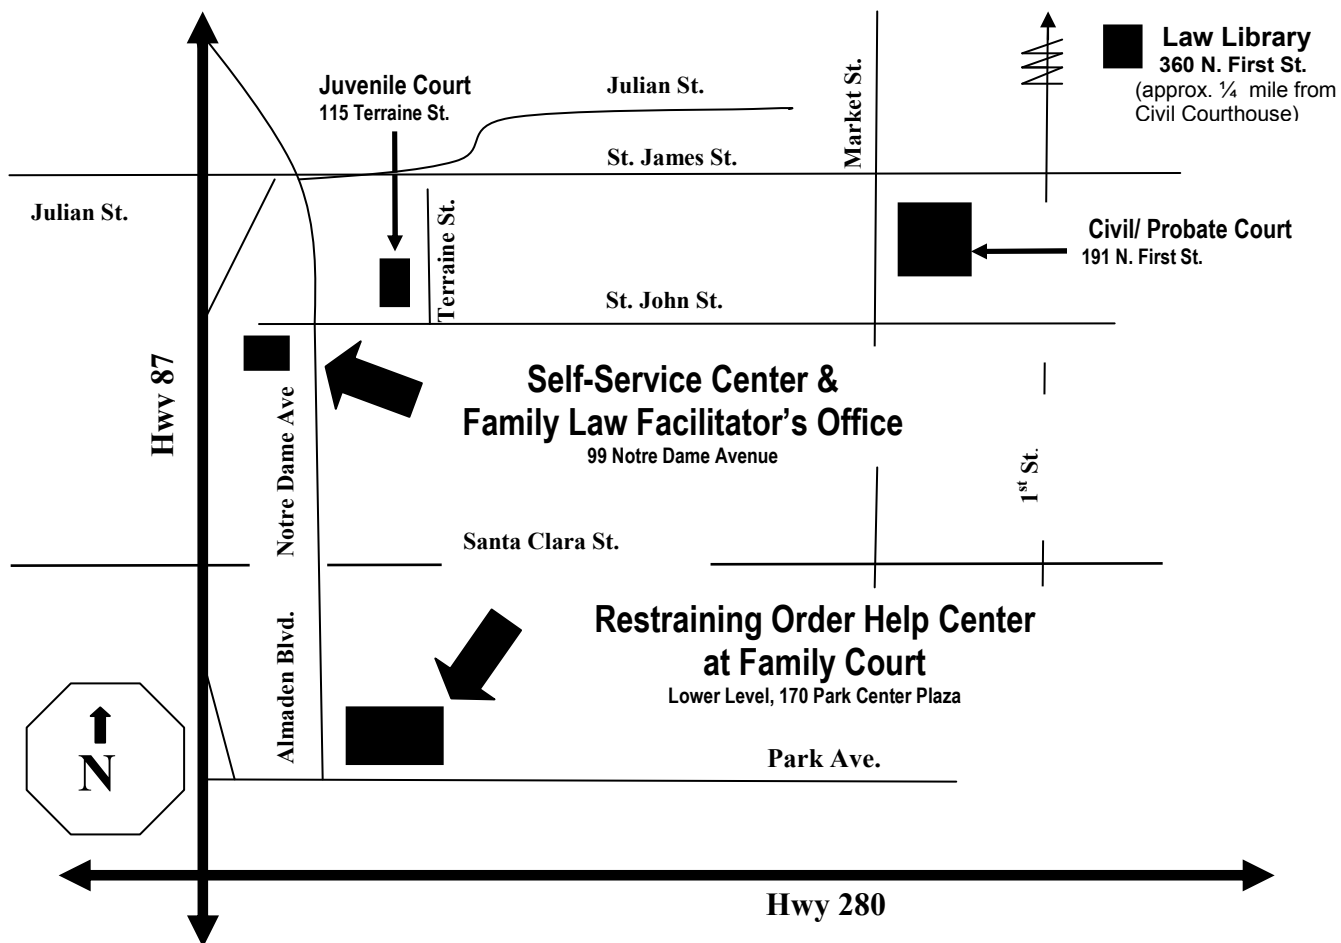 Law Library
360 N. First St.
(approx. ¼ mile from
Civil Courthouse)
Juvenile Court
115 Terraine St.
Julian St.
Market St.
St. James St.
Julian St.
Terraine St.
Civil/ Probate Court
191 N. First St.
St. John St.
Hwy 87
Self-Service Center &
Family Law Facilitator's Office
99 Notre Dame Avenue
Notre Dame Ave
1st St.
Santa Clara St.
Restraining Order Help Center
at Family Court
Lower Level, 170 Park Center Plaza
Almaden Blvd.
N
Park Ave.
Hwy 280